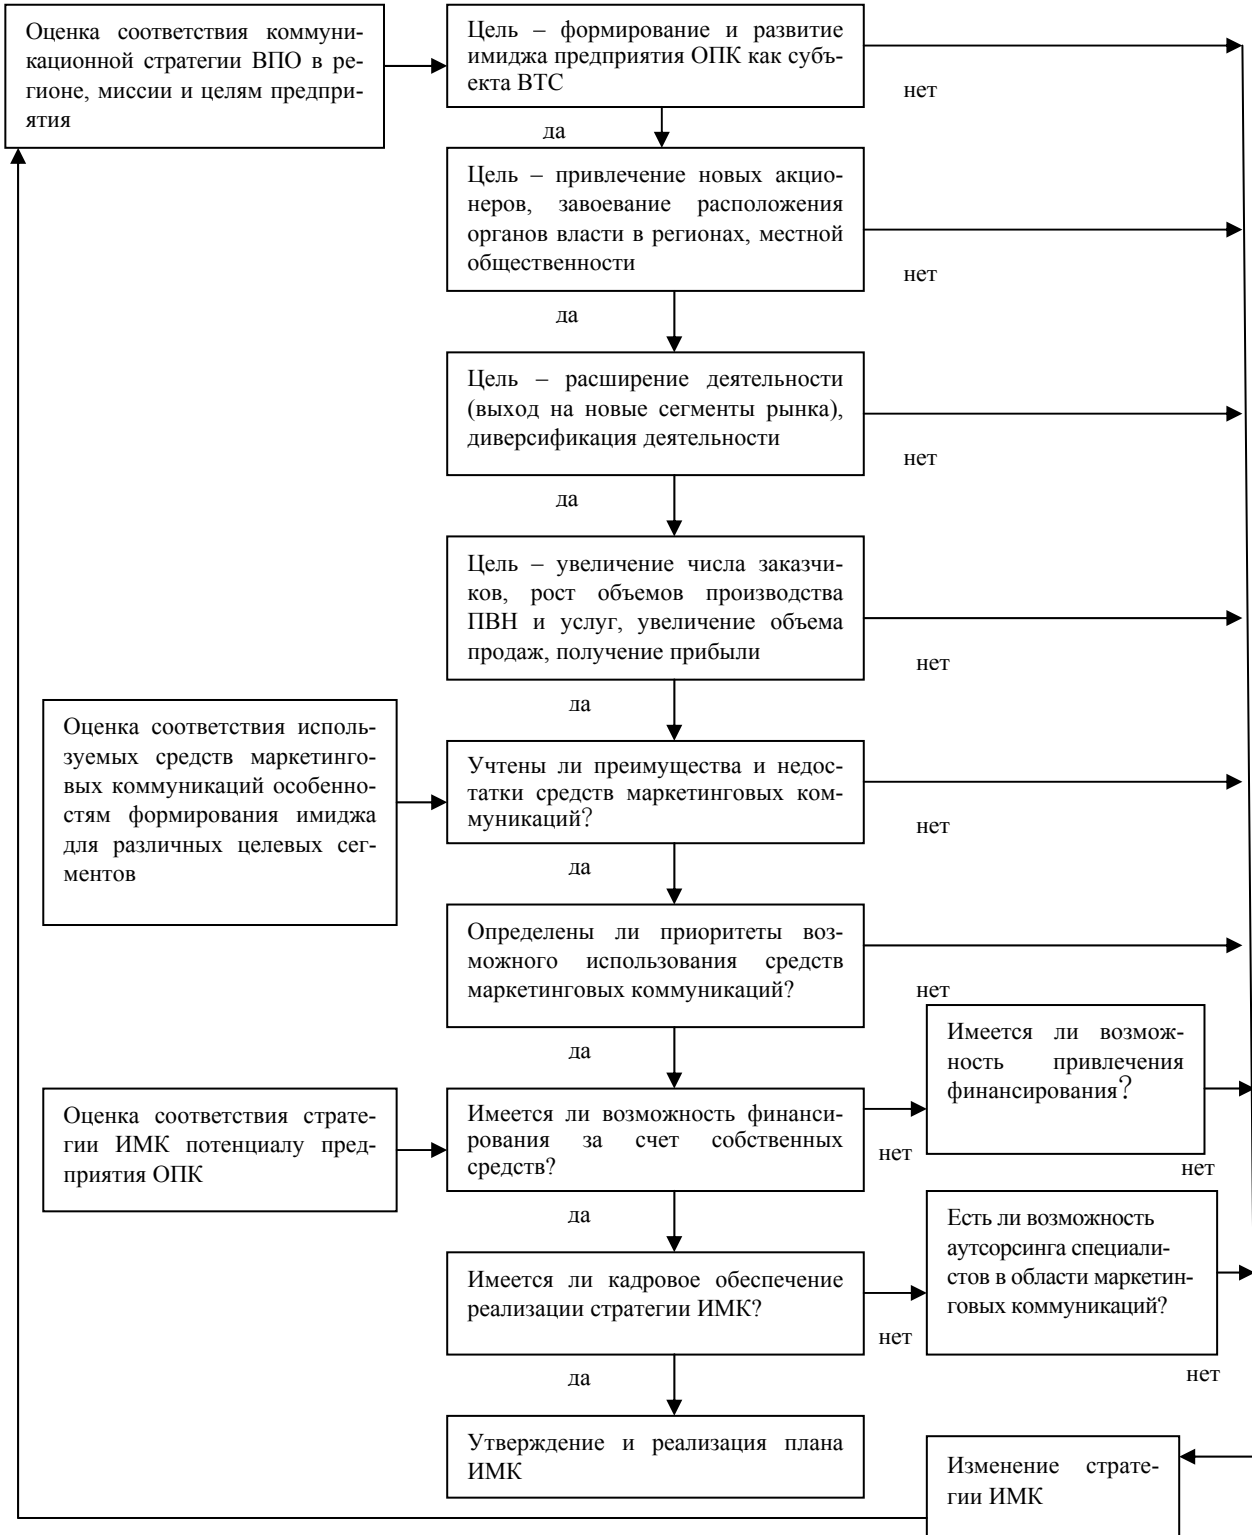 Оценка соответствия коммуни-
кационной стратегии ВПО в ре-
гионе, миссии и целям предпри-
ятия
Цель – формирование и развитие
имиджа предприятия ОПК как субъ-
екта ВТС
нет
да
Цель – привлечение новых акцио-
неров, завоевание расположения
органов власти в регионах, местной
общественности
нет
да
Цель – расширение деятельности
(выход на новые сегменты рынка),
диверсификация деятельности
нет
да
Цель – увеличение числа заказчи-
ков, рост объемов производства
ПВН и услуг, увеличение объема
продаж, получение прибыли
нет
да
Оценка соответствия исполь-
зуемых средств маркетинго-
вых коммуникаций особенно-
стям формирования имиджа
для различных целевых сег-
ментов
Учтены ли преимущества и недос-
татки средств маркетинговых ком-
муникаций?
нет
да
Определены ли приоритеты воз-
можного использования средств
маркетинговых коммуникаций?
нет
да
Имеется ли возмож-
ность привлечения
финансирования?
нет
Оценка соответствия страте-
гии ИМК потенциалу пред-
приятия ОПК
Имеется ли возможность финанси-
рования за счет собственных
средств?
нет
да
Есть ли возможность
аутсорсинга специали-
стов в области маркетин-
говых коммуникаций?
нет
Имеется ли кадровое обеспечение
реализации стратегии ИМК?
нет
да
Утверждение и реализация плана
ИМК
Изменение страте-
гии ИМК